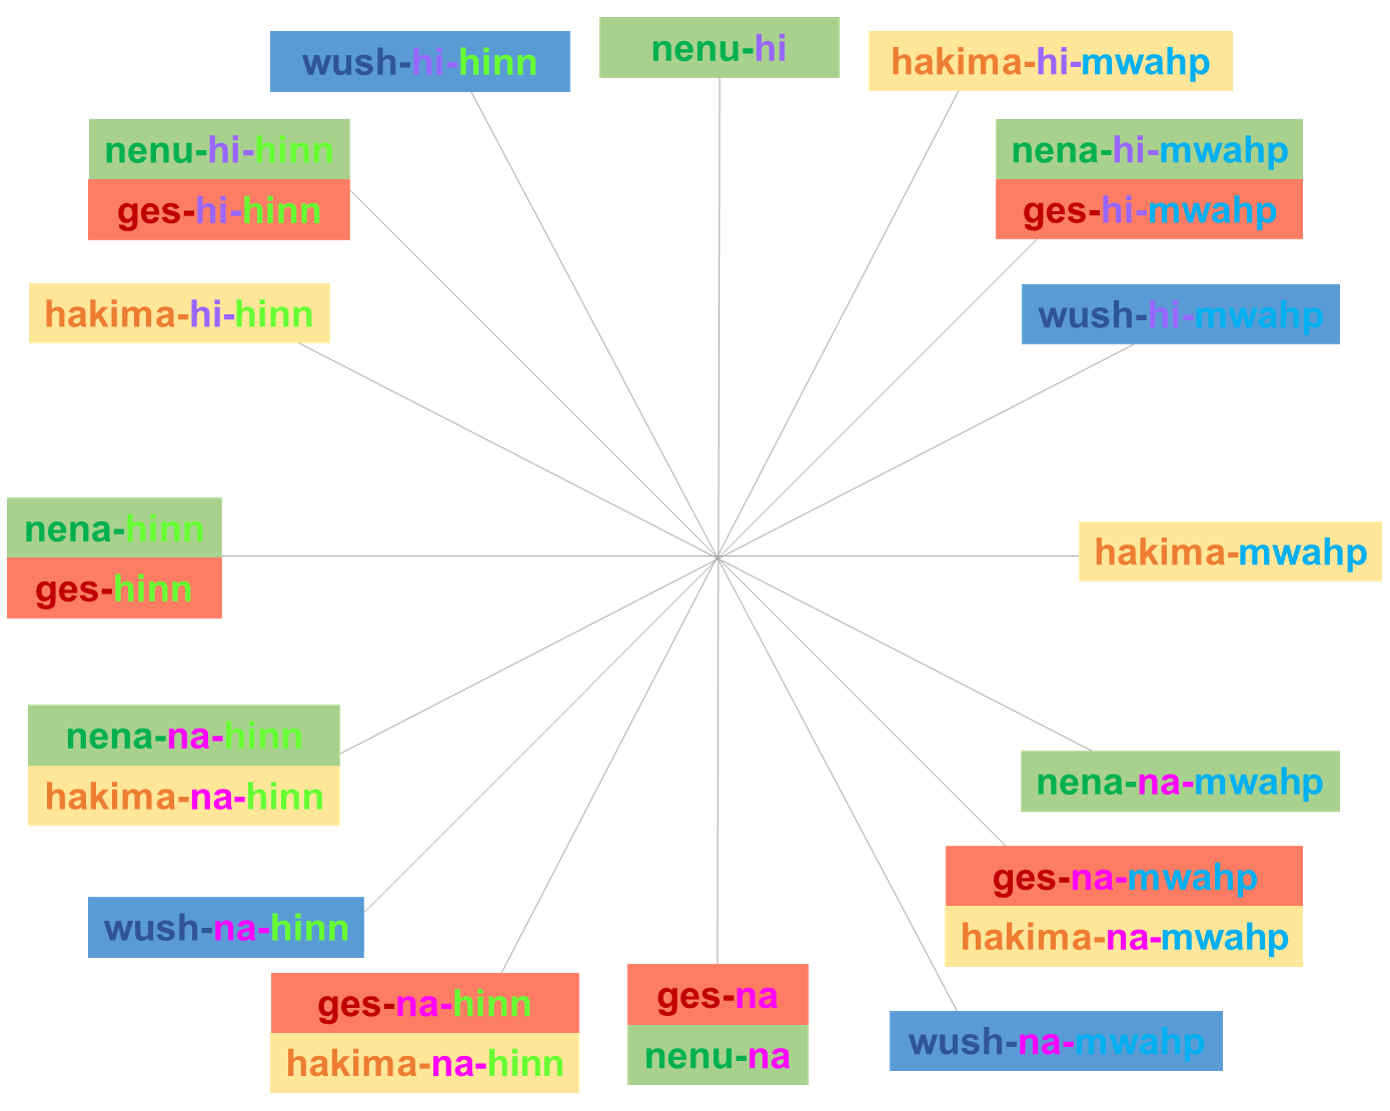 nenu-hi
wush-hi-hinn
hakima-hi-mwahp
nenu-hi-hinn
ges-hi-hinn
nena-hi-mwahp
ges-hi-mwahp
hakima-hi-hinn
wush-hi-mwahp
nena-hinn
ges-hinn
hakima-mwahp
nena-na-hinn
hakima-na-hinn
nena-na-mwahp
ges-na-mwahp
hakima-na-mwahp
wush-na-hinn
ges-na-hinn
hakima-na-hinn
ges-na
nenu-na
wush-na-mwahp